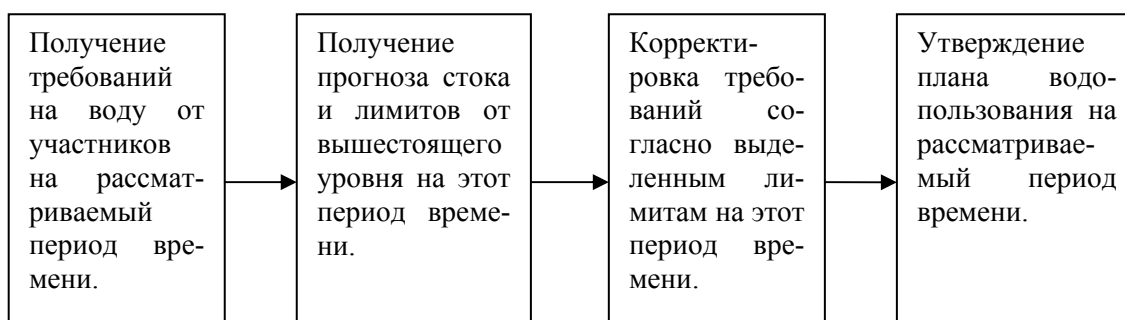 Получение
требований
на воду от
участников
на рассмат-
риваемый
период вре-
мени.
Получение
прогноза стока
и лимитов от
вышестоящего
уровня на этот
период време-
ни.
Корректи-
ровка требо-
ваний со-
гласно выде-
ленным ли-
митам на этот
период вре-
мени.
Утверждение
плана водо-
пользования на
рассматривае-
мый период
времени.